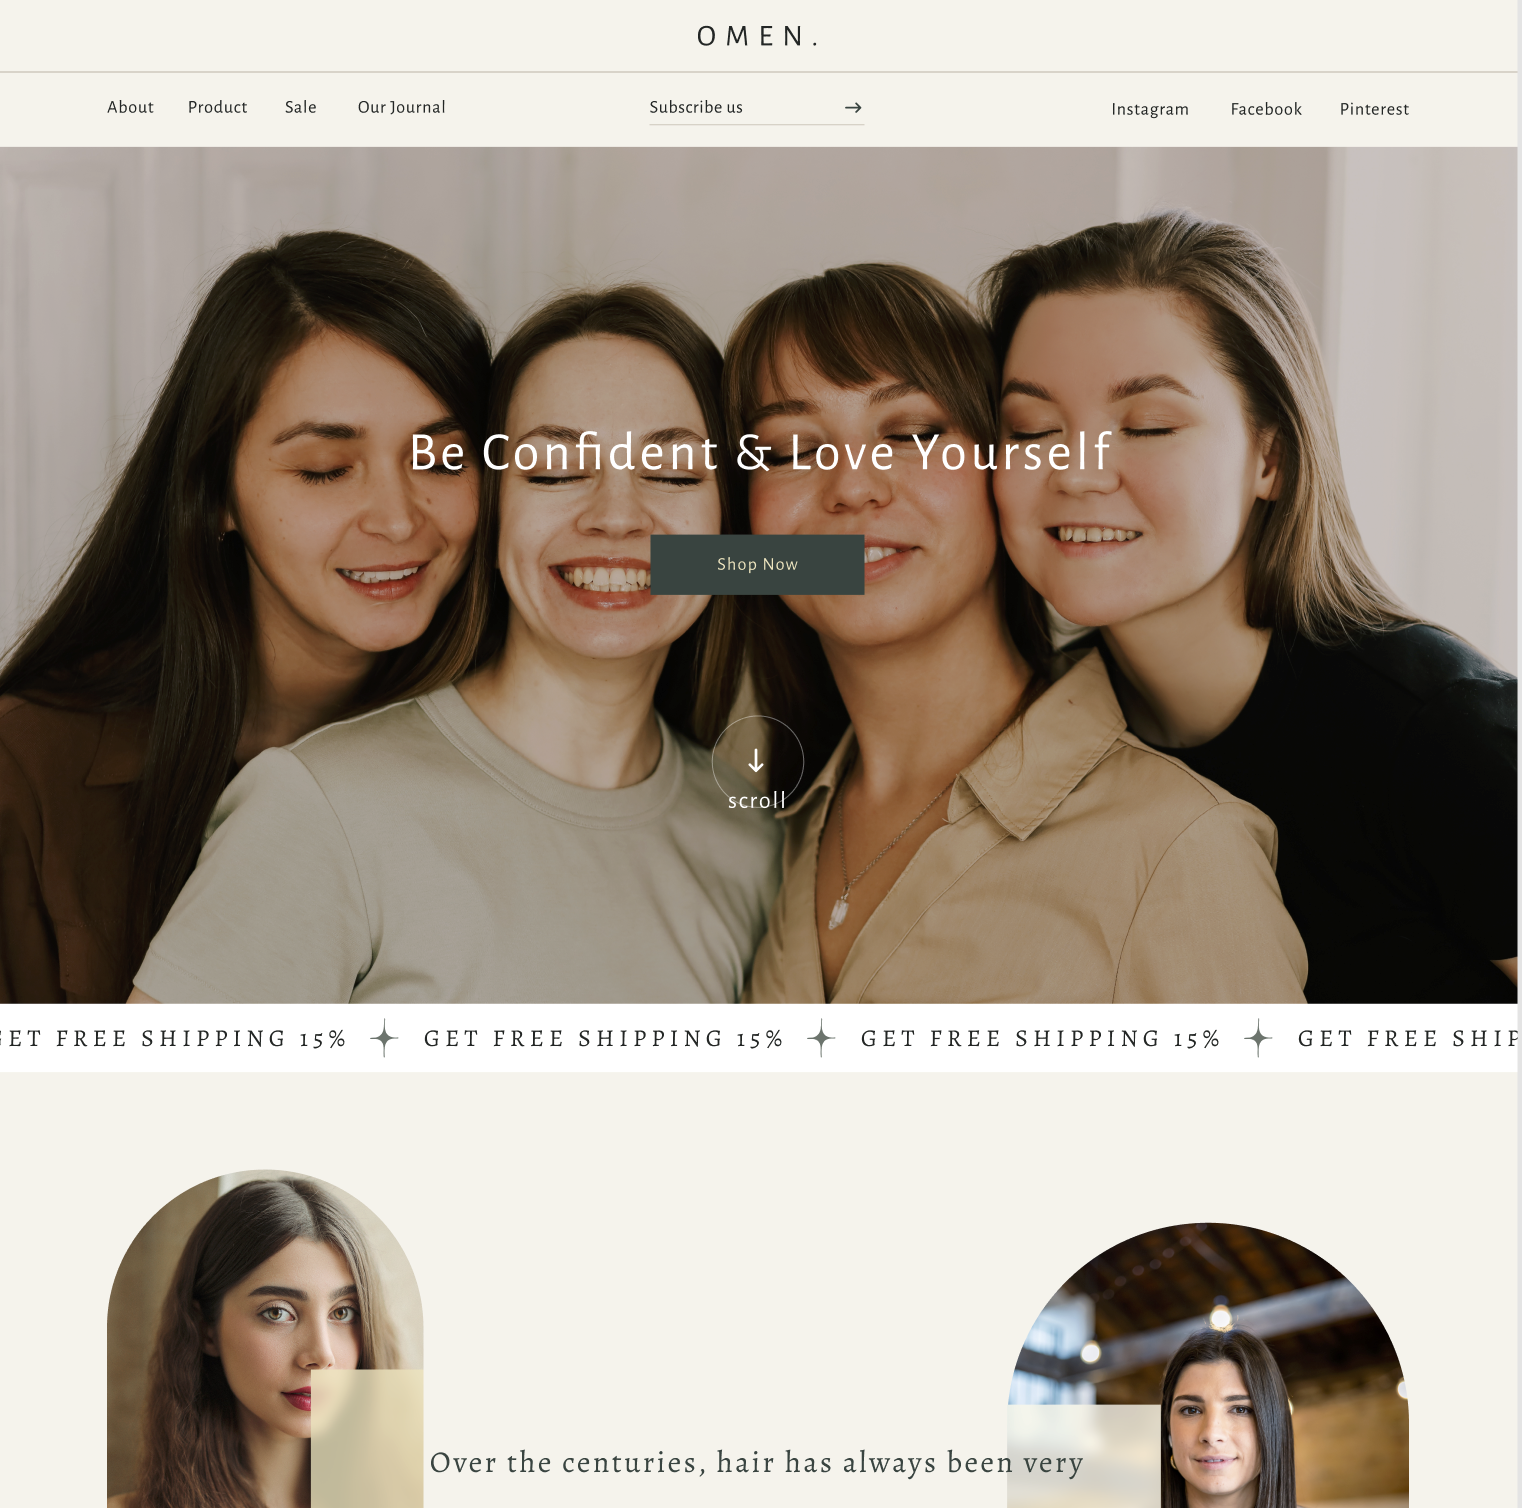 OMEN.
About Product Sale Our Journal Subscribe us Instagram Facebook Pinterest
Be Confident & Love Yourself
Shop Now
scroll
GET FREE SHIPPING 15% GET FREE SHIPPING 15% GET FREE SHIPPING 15% GET FREE SHIP
Over the centuries, hair has always been very